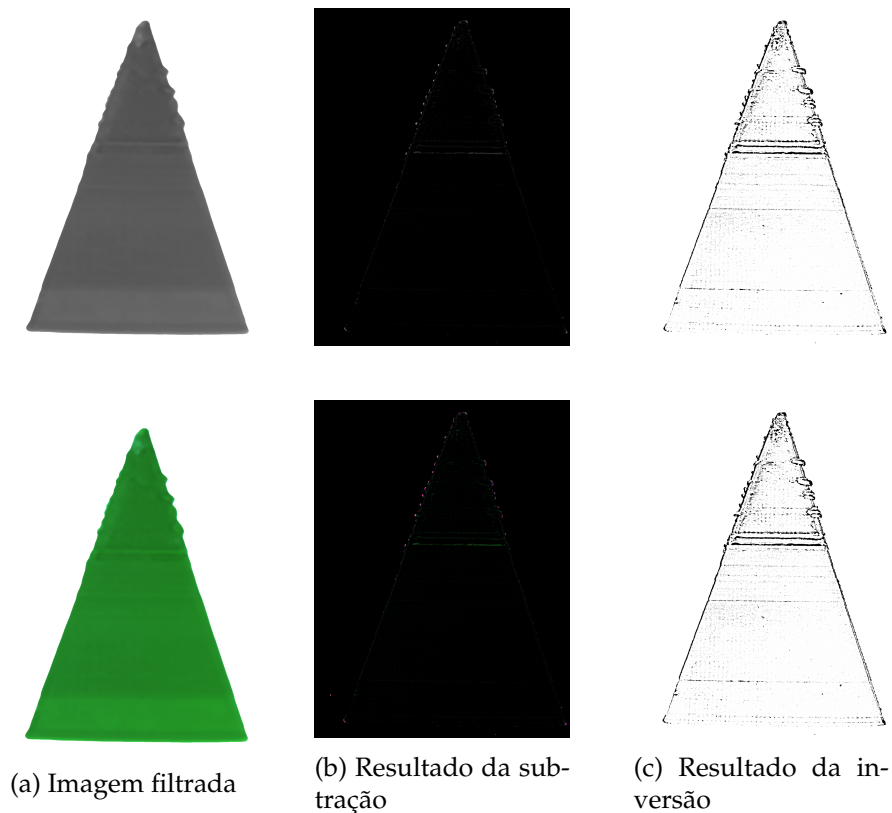 (a) Imagem filtrada
(b) Resultado da sub-
tração
(c) Resultado da in-
versão